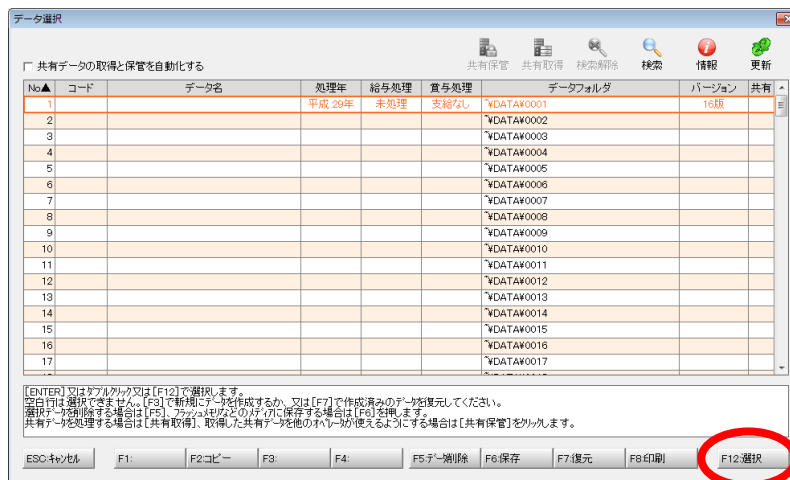 データ選択
共有データの取得と保管を自動化する
共有保管 共有取得 検索解除 検索 情報 更新
No▲ コード データ名 処理年 給与処理 賞与処理 データフォルダ バージョン 共有
1 平成 29年 未処理 支給なし ~¥DATA¥0001 16版
2 ~¥DATA¥0002
3 ~¥DATA¥0003
4 ~¥DATA¥0004
5 ~¥DATA¥0005
6 ~¥DATA¥0006
7 ~¥DATA¥0007
8 ~¥DATA¥0008
9 ~¥DATA¥0009
10 ~¥DATA¥0010
11 ~¥DATA¥0011
12 ~¥DATA¥0012
13 ~¥DATA¥0013
14 ~¥DATA¥0014
15 ~¥DATA¥0015
16 ~¥DATA¥0016
17 ~¥DATA¥0017
[ENTER]又はダブルクリック又は[F12]で選択します。
空白行は選択できません。[F3]で新規にデータを作成するか、又は[F7]で作成済みのデータを復元してください。
選択データを削除する場合は[F5]、フラッシュメモリなどのメディアに保存する場合は[F6]を押します。
共有データを処理する場合は[共有取得]、取得した共有データを他のオペレータが使えるようにする場合は[共有保管]をクリックします。
ESC:キャンセル F1: F2:コピー F3: F4: F5:データ削除 F6:保存 F7:復元 F8:印刷 F12:選択